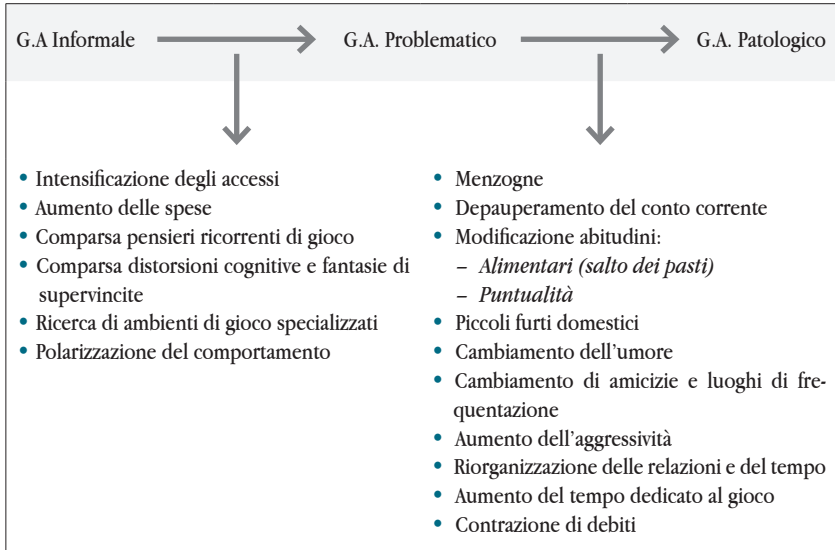 G.A Informale
G.A. Problematico
G.A. Patologico
• Intensificazione degli accessi
• Aumento delle spese
• Comparsa pensieri ricorrenti di gioco
• Comparsa distorsioni cognitive e fantasie di
supervincite
• Ricerca di ambienti di gioco specializzati
• Polarizzazione del comportamento
• Menzogne
• Depauperamento del conto corrente
• Modificazione abitudini:
– Alimentari (salto dei pasti)
– Puntualità
• Piccoli furti domestici
• Cambiamento dell'umore
• Cambiamento di amicizie e luoghi di fre-
quentazione
• Aumento dell'aggressività
• Riorganizzazione delle relazioni e del tempo
• Aumento del tempo dedicato al gioco
• Contrazione di debiti